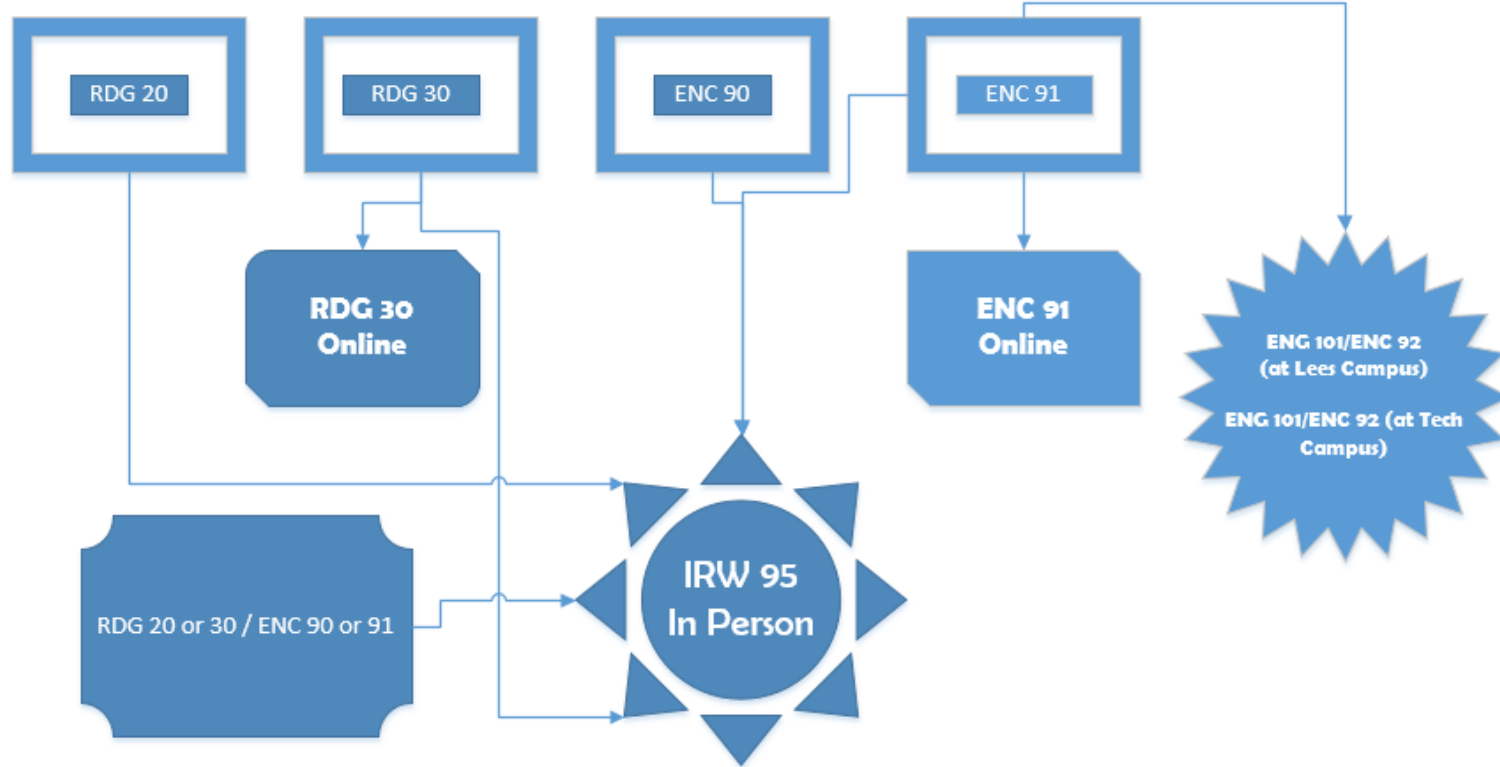 RDG 20
RDG 30
ENC 90
ENC 91
RDG 30
Online
ENC 91
Online
ENG 101/ENC 92
(at Lees Campus)
ENG 101/ENC 92 (at Tech
Campus)
RDG 20 or 30 / ENC 90 or 91
IRW 95
In Person